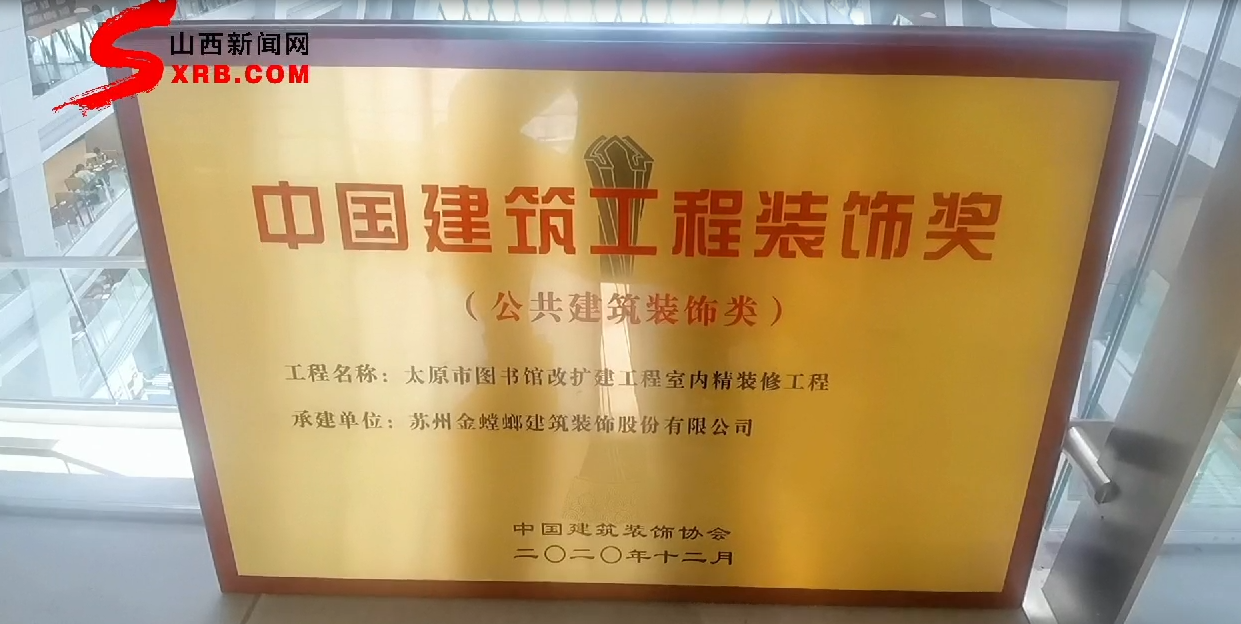 山西新闻网
SXRB.COM
中国建筑工程装饰奖
（公共建筑装饰类）
工程名称：太原市图书馆改扩建工程室内精装修工程
承建单位：苏州金螳螂建筑装饰股份有限公司
中国建筑装饰协会
二〇二〇年十二月